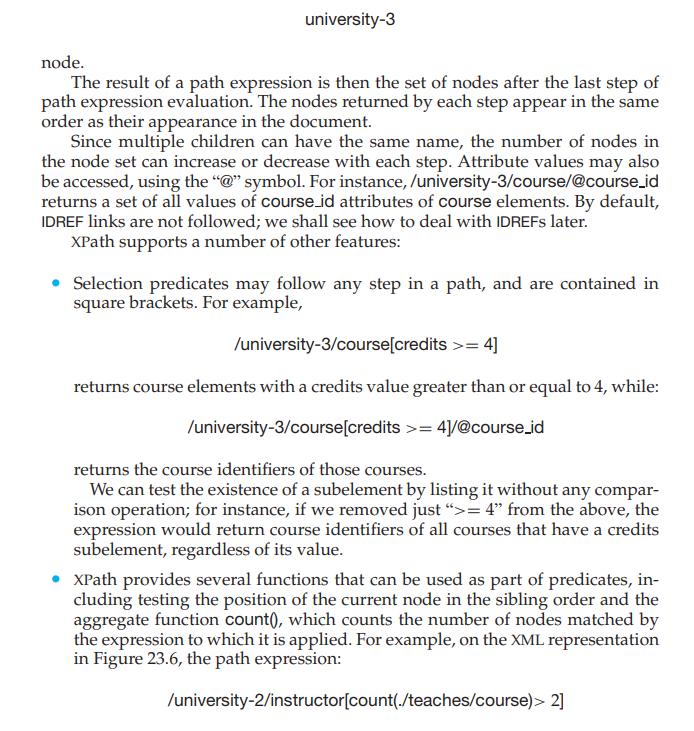 university-3
node.
The result of a path expression is then the set of nodes after the last step of
path expression evaluation. The nodes returned by each step appear in the same
order as their appearance in the document.
Since multiple children can have the same name, the number of nodes in
the node set can increase or decrease with each step. Attribute values may also
be accessed, using the “@” symbol. For instance, /university-3/course/@course_id
returns a set of all values of course_id attributes of course elements. By default,
IDREF links are not followed; we shall see how to deal with IDREFs later.
XPath supports a number of other features:
• Selection predicates may follow any step in a path, and are contained in
square brackets. For example,
/university-3/course[credits >= 4]
returns course elements with a credits value greater than or equal to 4, while:
/university-3/course[credits >= 4]/@course_id
returns the course identifiers of those courses.
We can test the existence of a subelement by listing it without any compar-
ison operation; for instance, if we removed just “>= 4” from the above, the
expression would return course identifiers of all courses that have a credits
subelement, regardless of its value.
• XPath provides several functions that can be used as part of predicates, in-
cluding testing the position of the current node in the sibling order and the
aggregate function count(), which counts the number of nodes matched by
the expression to which it is applied. For example, on the XML representation
in Figure 23.6, the path expression:
/university-2/instructor[count(./teaches/course)> 2]